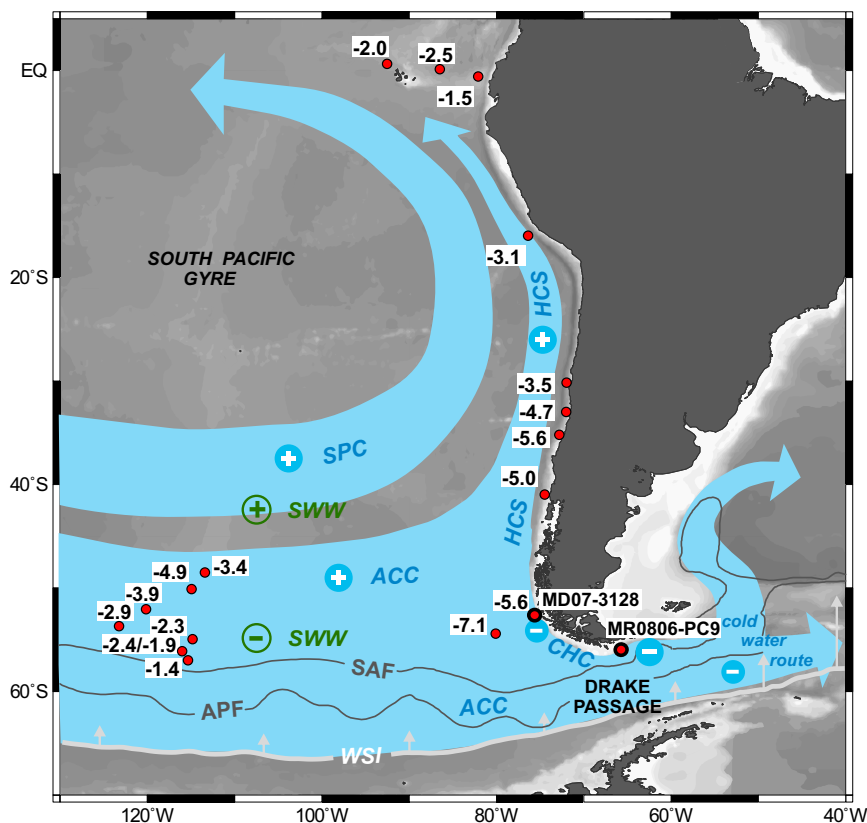 -2.0
-2.5
EQ
-1.5
SOUTH PACIFIC
GYRE
-3.1
20°S
HCS
-3.5
-4.7
-5.6
SPC
-5.0
40°S
SWW
HCS
-3.4
-4.9
ACC
-3.9
-5.6
MD07-3128
-2.9
-2.3
-7.1
MR0806-PC9
cold
water
route
SWW
-2.4/-1.9
-1.4
CHC
SAF
60°S
DRAKE
PASSAGE
APF
ACC
WSI
120°W
100°W
80°W
60°W
40°W